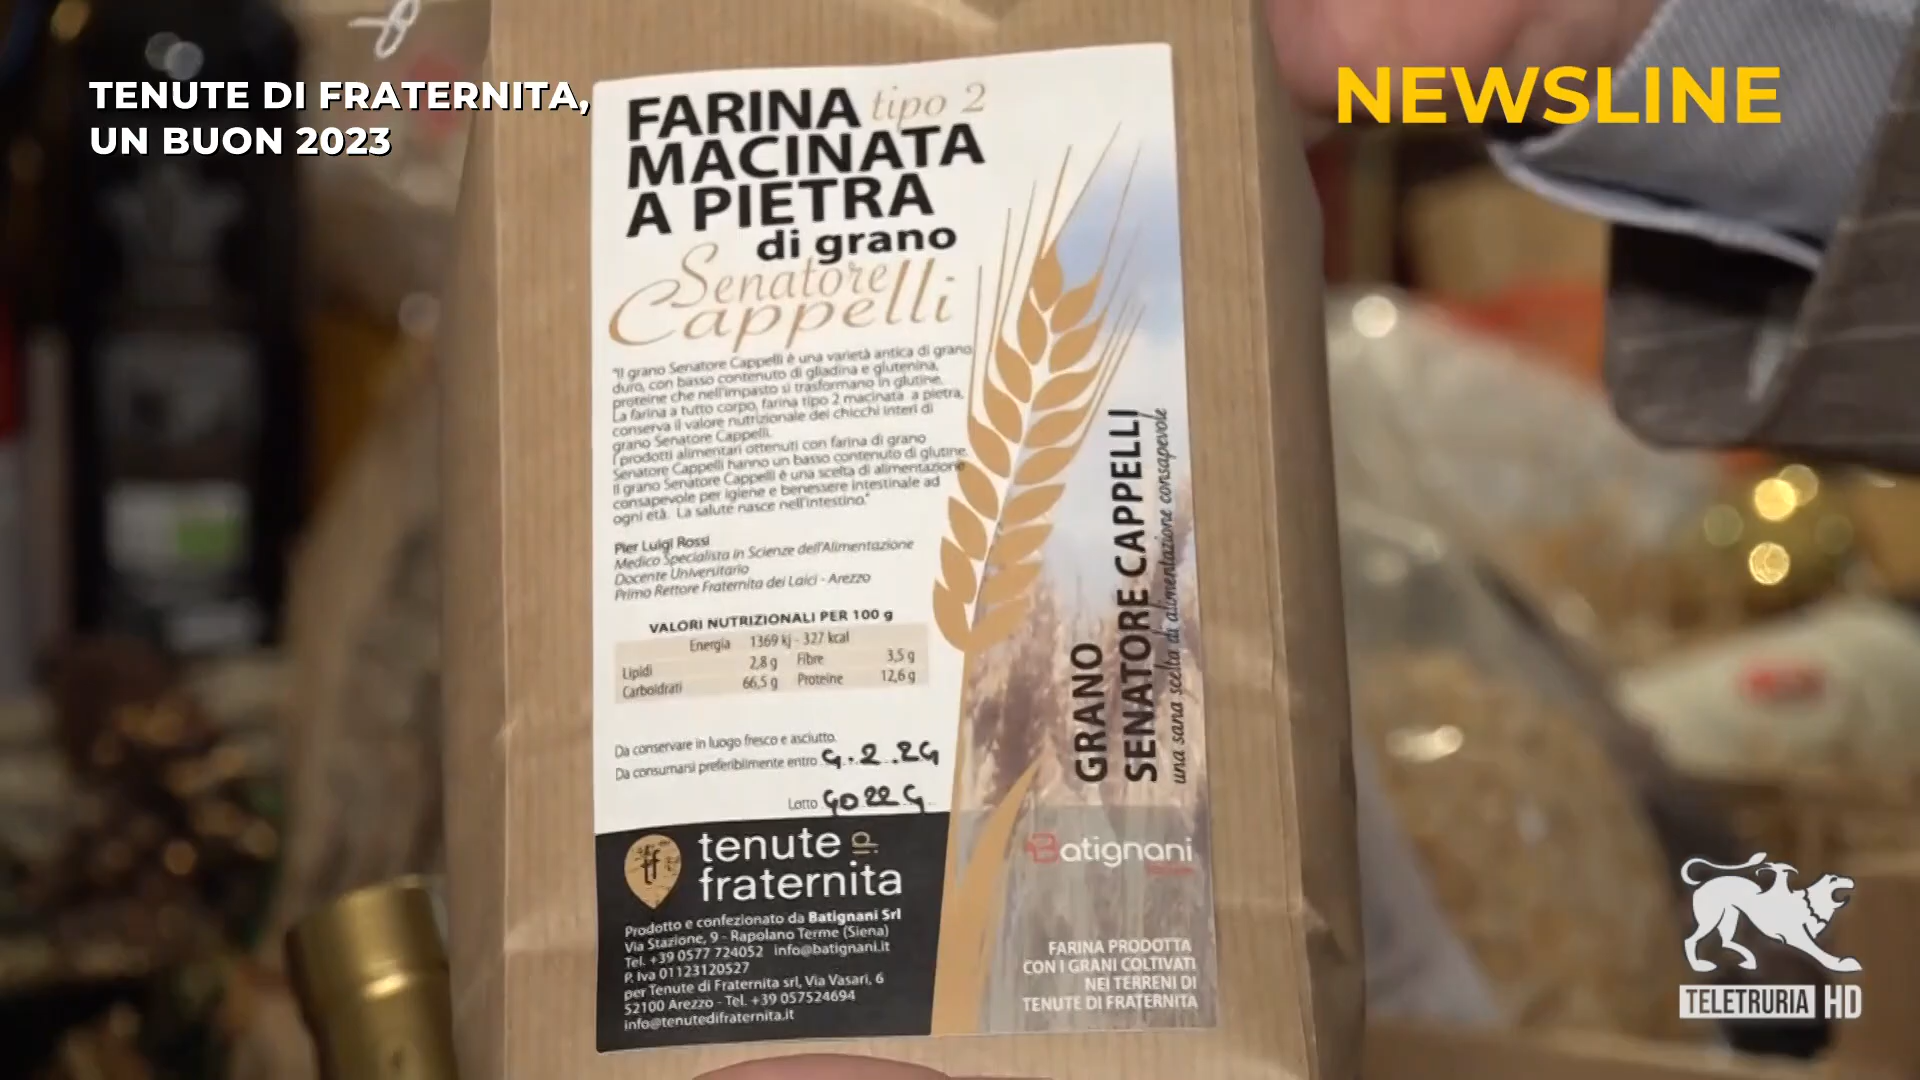 TENUTE DI FRATERNITA,
UN BUON 2023
NEWSLINE
FARINA tipo 2
MACINATA
A PIETRA
di grano
Senatore
Cappelli
"Il grano Senatore Cappelli è una varietà antica di grano
duro, con basso contenuto di gliadina e glutenina,
proteine che nell'impasto si trasformano in glutine.
La farina a tutto corpo, farina tipo 2 macinata a pietra,
conserva il valore nutrizionale dei chicchi interi di
grano Senatore Cappelli.
I prodotti alimentari ottenuti con farina di grano
Senatore Cappelli hanno un basso contenuto di glutine.
Il grano Senatore Cappelli è una scelta di alimentazione
consapevole per igiene e benessere intestinale ad
ogni età. La salute nasce nell'intestino."
Pier Luigi Rossi
Medico Specialista in Scienze dell'Alimentazione
Docente Universitario
Primo Rettore Fraternita dei Laici - Arezzo
VALORI NUTRIZIONALI PER 100 g
Energia 1369 kj - 327 kcal
Lipidi 2,8 g Fibre 3,5 g
Carboidrati 66,5 g Proteine 12,6 g
Da conservare in luogo fresco e asciutto.
Da consumarsi preferibilmente entro
Lotto
GRANO
SENATORE CAPPELLI
una sana scelta di alimentazione consapevole
tenute di
fraternita
Prodotto e confezionato da Batignani Srl
Via Stazione, 9 - Rapolano Terme (Siena)
Tel. +39 0577 724052 info@batignani.it
P. Iva 01123120527
per Tenute di Fraternita srl, Via Vasari, 6
52100 Arezzo - Tel. +39 057524694
info@tenutedifraternita.it
Batignani
FARINA PRODOTTA
CON I GRANI COLTIVATI
NEI TERRENI DI
TENUTE DI FRATERNITA
TELETRURIA HD